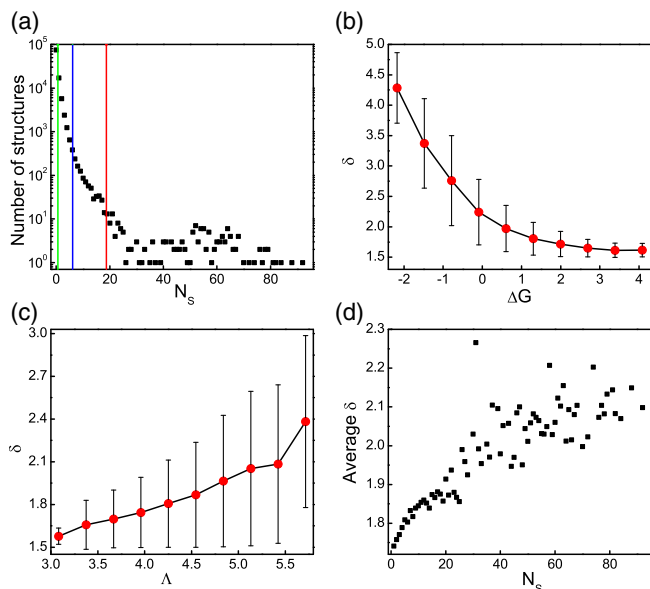 (a)
10^5
10^4
10^3
10^2
10^1
10^0
Number of structures
0 20 40 60 80
N_S
(b)
5.0
4.5
4.0
3.5
3.0
2.5
2.0
1.5
δ
-2 -1 0 1 2 3 4
ΔG
(c)
3.0
2.7
2.4
2.1
1.8
1.5
δ
3.0 3.5 4.0 4.5 5.0 5.5
Λ
(d)
2.3
2.2
2.1
2.0
1.9
1.8
Average δ
0 20 40 60 80
N_S